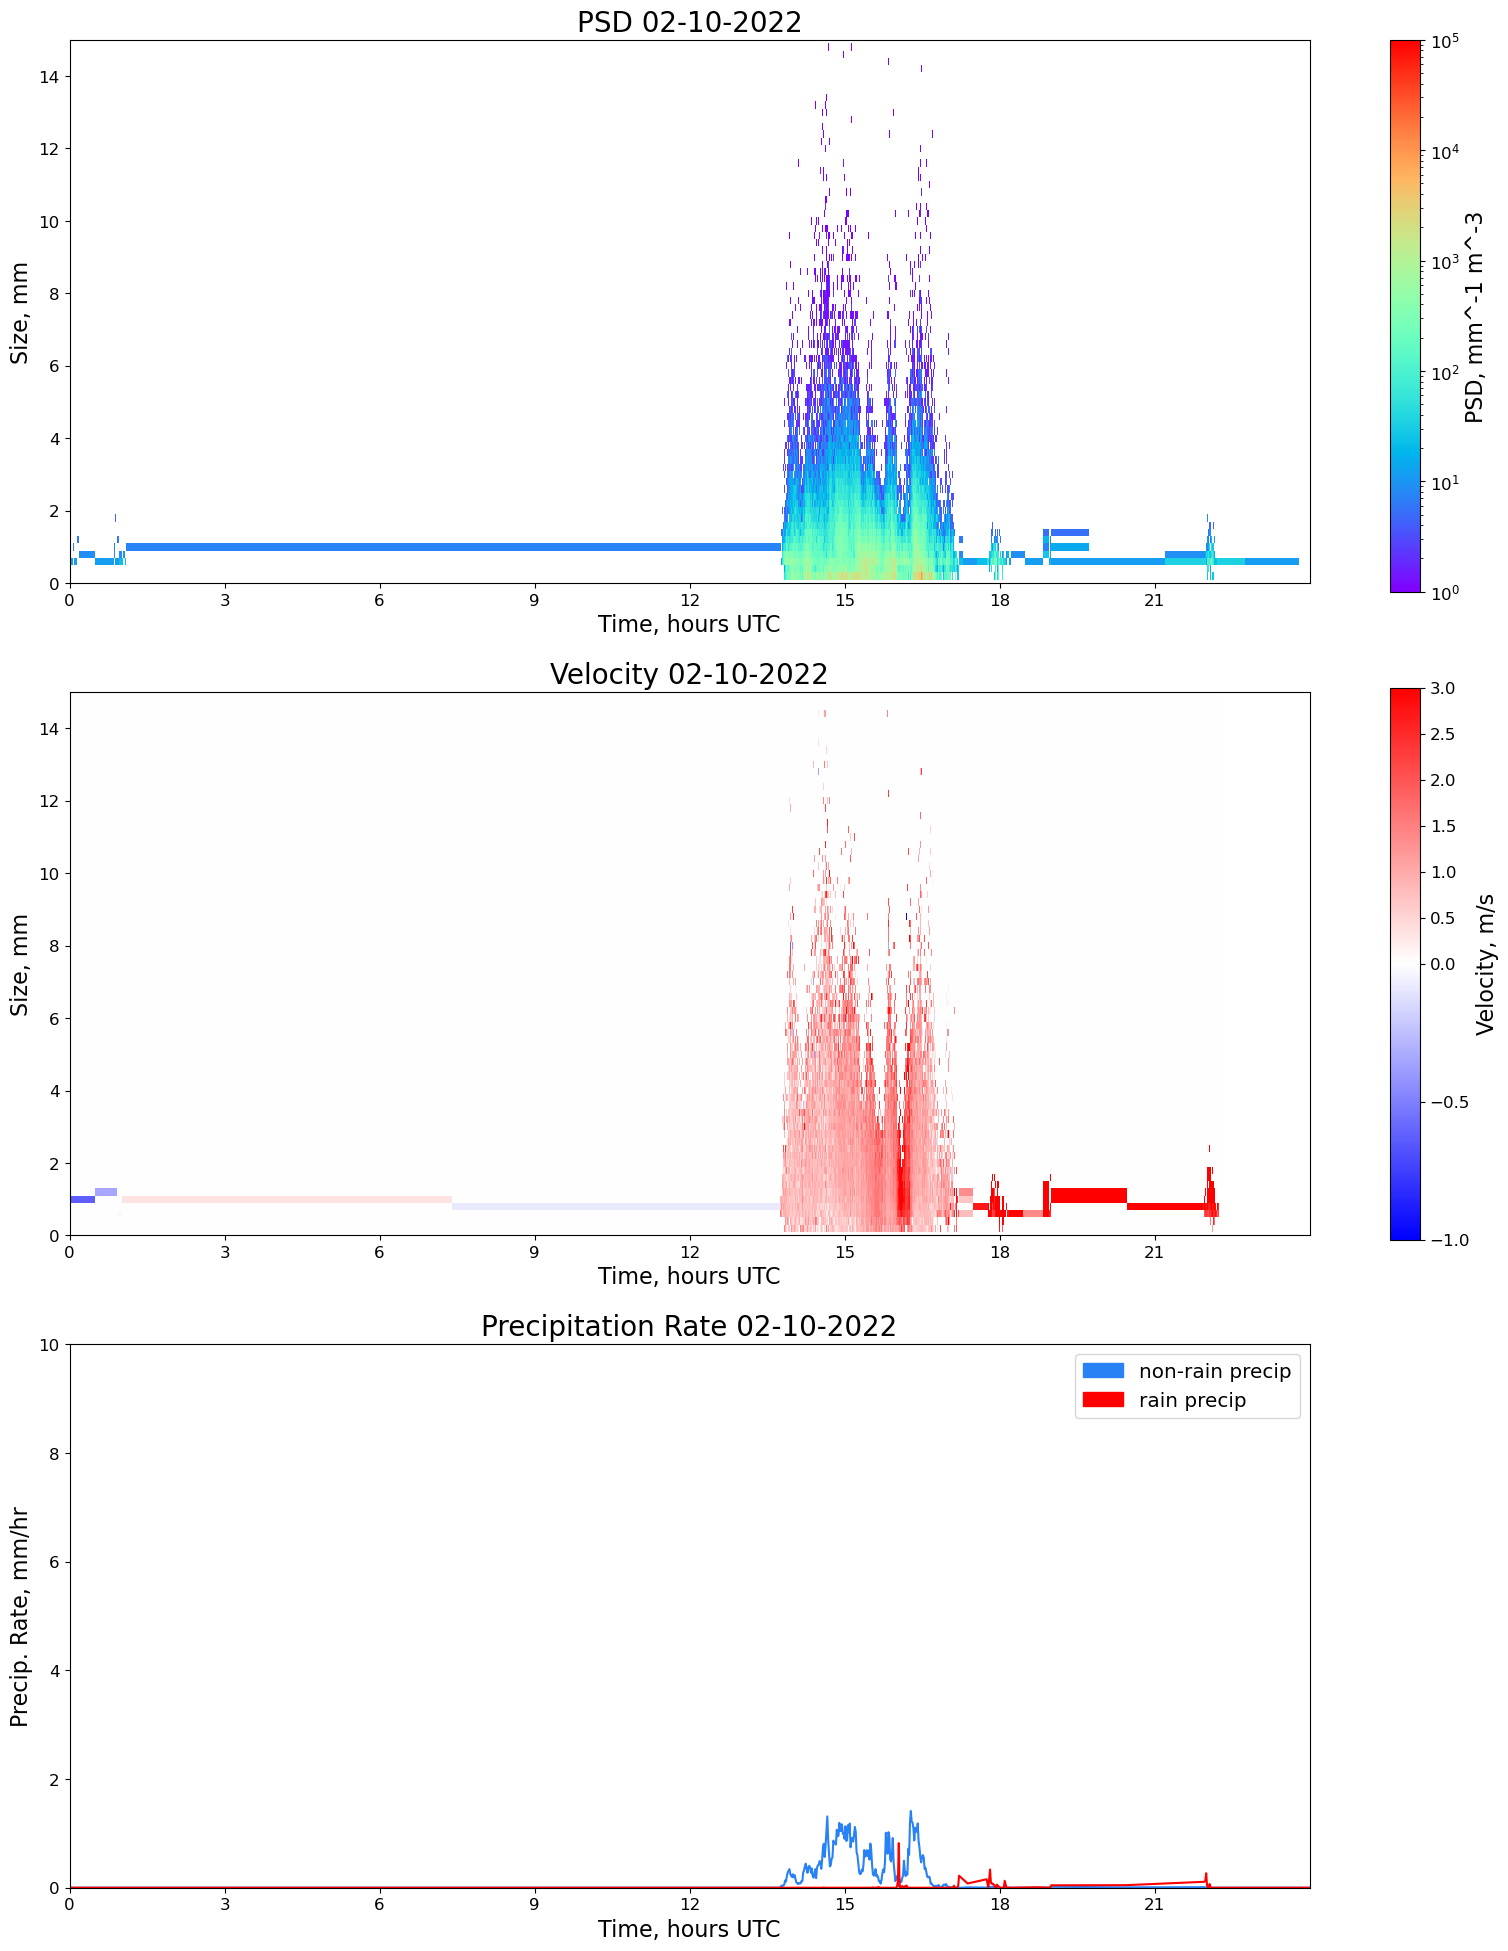 PSD 02-10-2022
14
12
10
8
6
4
2
0
Size, mm
0 3 6 9 12 15 18 21
Time, hours UTC
10^5
10^4
10^3
10^2
10^1
10^0
PSD, mm^-1 m^-3
Velocity 02-10-2022
14
12
10
8
6
4
2
0
Size, mm
0 3 6 9 12 15 18 21
Time, hours UTC
3.0
2.5
2.0
1.5
1.0
0.5
0.0
−0.5
−1.0
Velocity, m/s
Precipitation Rate 02-10-2022
10
8
6
4
2
0
Precip. Rate, mm/hr
non-rain precip
rain precip
0 3 6 9 12 15 18 21
Time, hours UTC